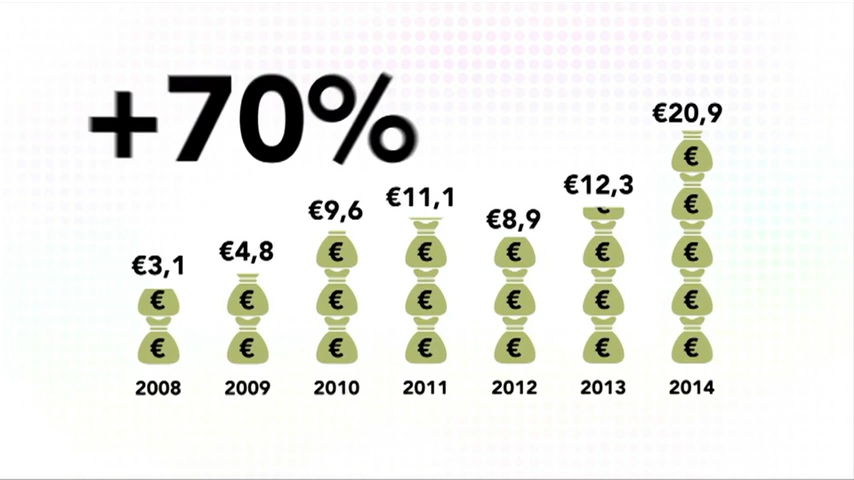 +70%
€20,9
€12,3
€11,1
€9,6
€8,9
€4,8
€3,1
€ € € € € € €
€ € € € € € €
€ € € € € €
€
€
2008 2009 2010 2011 2012 2013 2014